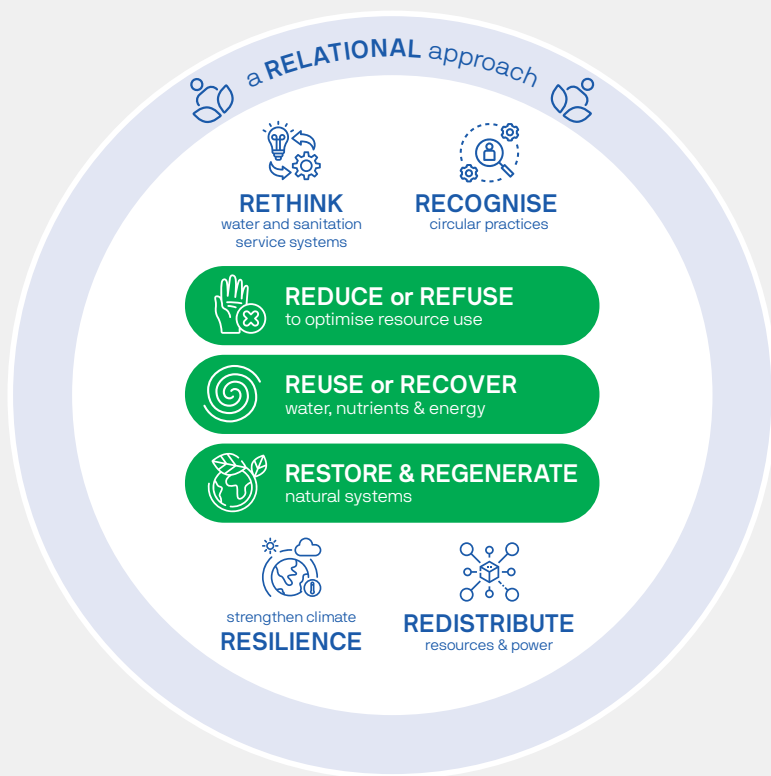 a RELATIONAL approach
RETHINK
water and sanitation
service systems
RECOGNISE
circular practices
REDUCE or REFUSE
to optimise resource use
REUSE or RECOVER
water, nutrients & energy
RESTORE & REGENERATE
natural systems
strengthen climate
RESILIENCE
REDISTRIBUTE
resources & power